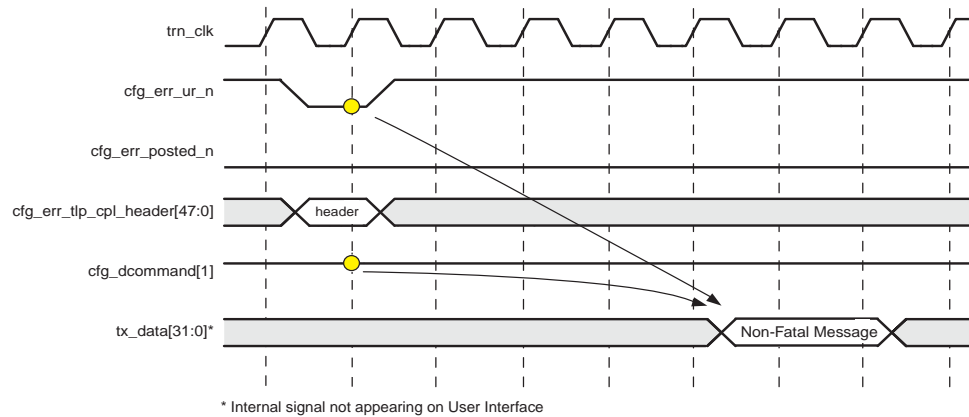 trn_clk
cfg_err_ur_n
cfg_err_posted_n
cfg_err_tlp_cpl_header[47:0]
header
cfg_dcommand[1]
tx_data[31:0]*
Non-Fatal Message
* Internal signal not appearing on User Interface